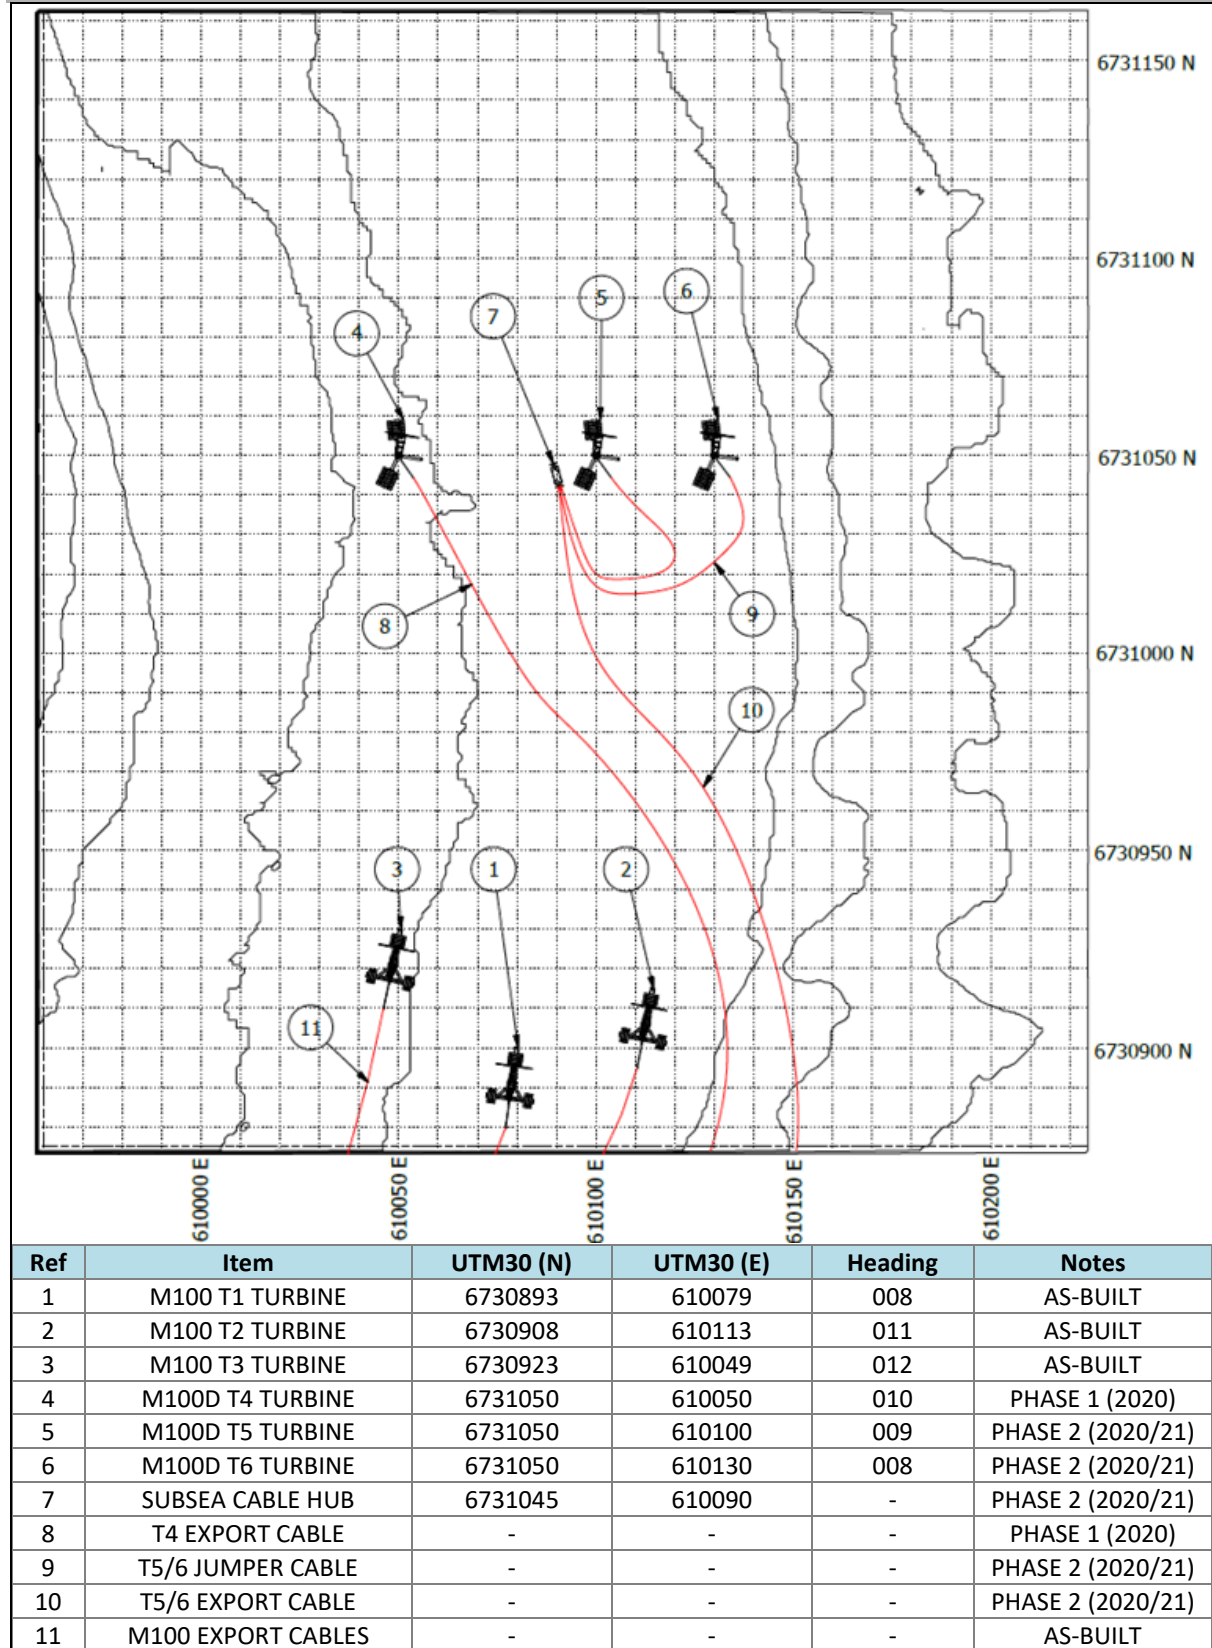 6731150 N
6731100 N
5
6
7
4
6731050 N
9
8
6731000 N
10
3
1
2
6730950 N
11
6730900 N
610000 E
610050 E
610100 E
610150 E
610200 E
Ref Item UTM30 (N) UTM30 (E) Heading Notes
1 M100 T1 TURBINE 6730893 610079 008 AS-BUILT
2 M100 T2 TURBINE 6730908 610113 011 AS-BUILT
3 M100 T3 TURBINE 6730923 610049 012 AS-BUILT
4 M100D T4 TURBINE 6731050 610050 010 PHASE 1 (2020)
5 M100D T5 TURBINE 6731050 610100 009 PHASE 2 (2020/21)
6 M100D T6 TURBINE 6731050 610130 008 PHASE 2 (2020/21)
7 SUBSEA CABLE HUB 6731045 610090 - PHASE 2 (2020/21)
8 T4 EXPORT CABLE - - - PHASE 1 (2020)
9 T5/6 JUMPER CABLE - - - PHASE 2 (2020/21)
10 T5/6 EXPORT CABLE - - - PHASE 2 (2020/21)
11 M100 EXPORT CABLES - - - AS-BUILT